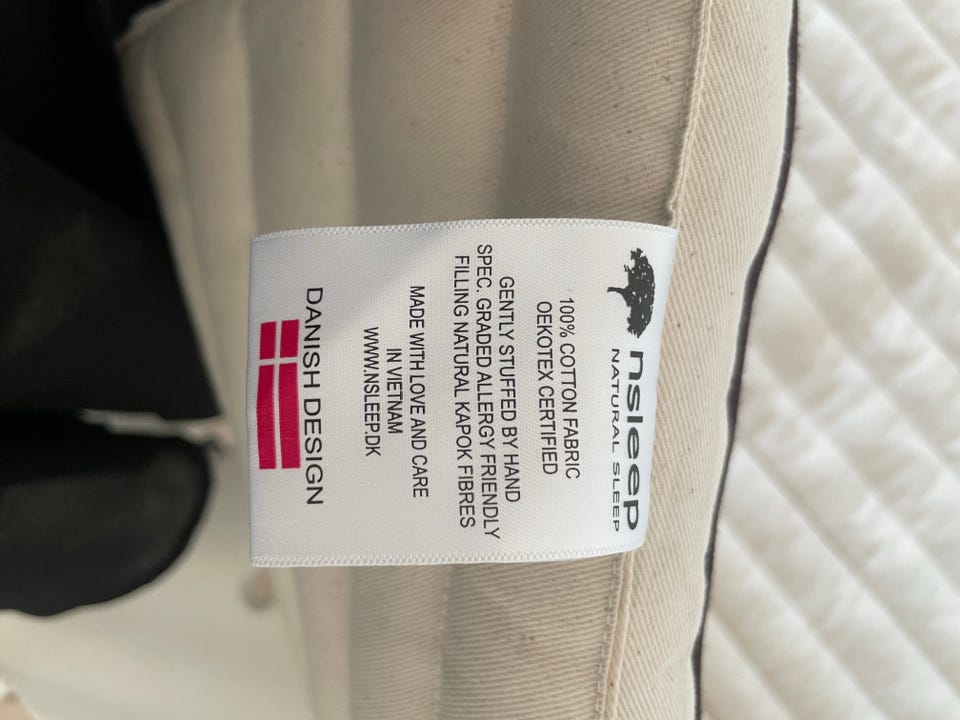 nsleep
NATURAL SLEEP
100% COTTON FABRIC
OEKOTEX CERTIFIED
GENTLY STUFFED BY HAND
SPEC. GRADED ALLERGY FRIENDLY
FILLING NATURAL KAPOK FIBRES
MADE WITH LOVE AND CARE
IN VIETNAM
WWW.NSLEEP.DK
DANISH DESIGN